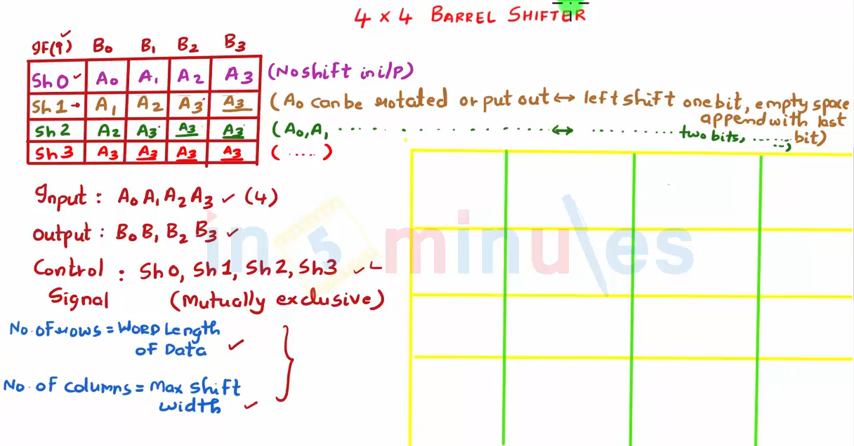 4 × 4 BARREL SHIFTER
IF(1) B0 B1 B2 B3
Sh0 A0 A1 A2 A3 (No shift in i/p)
Sh1 A1 A2 A3 A3 (A0 can be rotated or put out ↔ left shift one bit, empty space
append with last
Sh2 A2 A3 A3 A3 (A0,A1 ................ ↔ ............ two bits, ......, bit)
Sh3 A3 A3 A3 A3 (.....)
Input : A0 A1 A2 A3 (4)
output : B0 B1 B2 B3
Control : Sh0, Sh1, Sh2, Sh3
Signal (Mutually exclusive)
No. of rows = WORD Length
of Data
No. of columns = Max shift
width
in 5 minutes